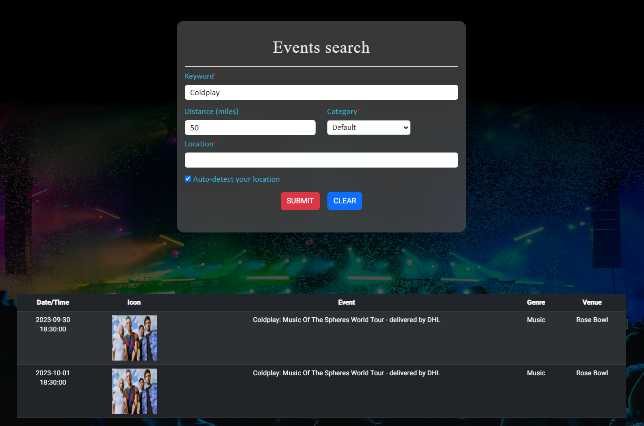 Events search
Keyword*
Coldplay
Distance (miles) Category*
50 Default
Location*
Auto-detect your location
SUBMIT CLEAR
Date/Time Icon Event Genre Venue
2023-09-30 Coldplay: Music Of The Spheres World Tour - delivered by DHL Music Rose Bowl
18:30:00
2023-10-01 Coldplay: Music Of The Spheres World Tour - delivered by DHL Music Rose Bowl
18:30:00